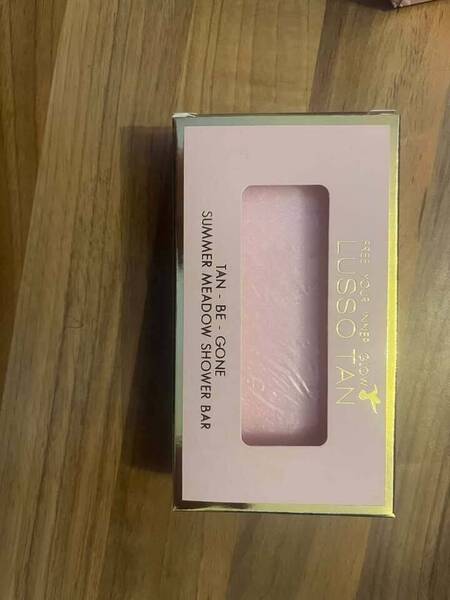 FREE YOUR INNER GLOW
LUSSO TAN
TAN - BE - GONE
SUMMER MEADOW SHOWER BAR